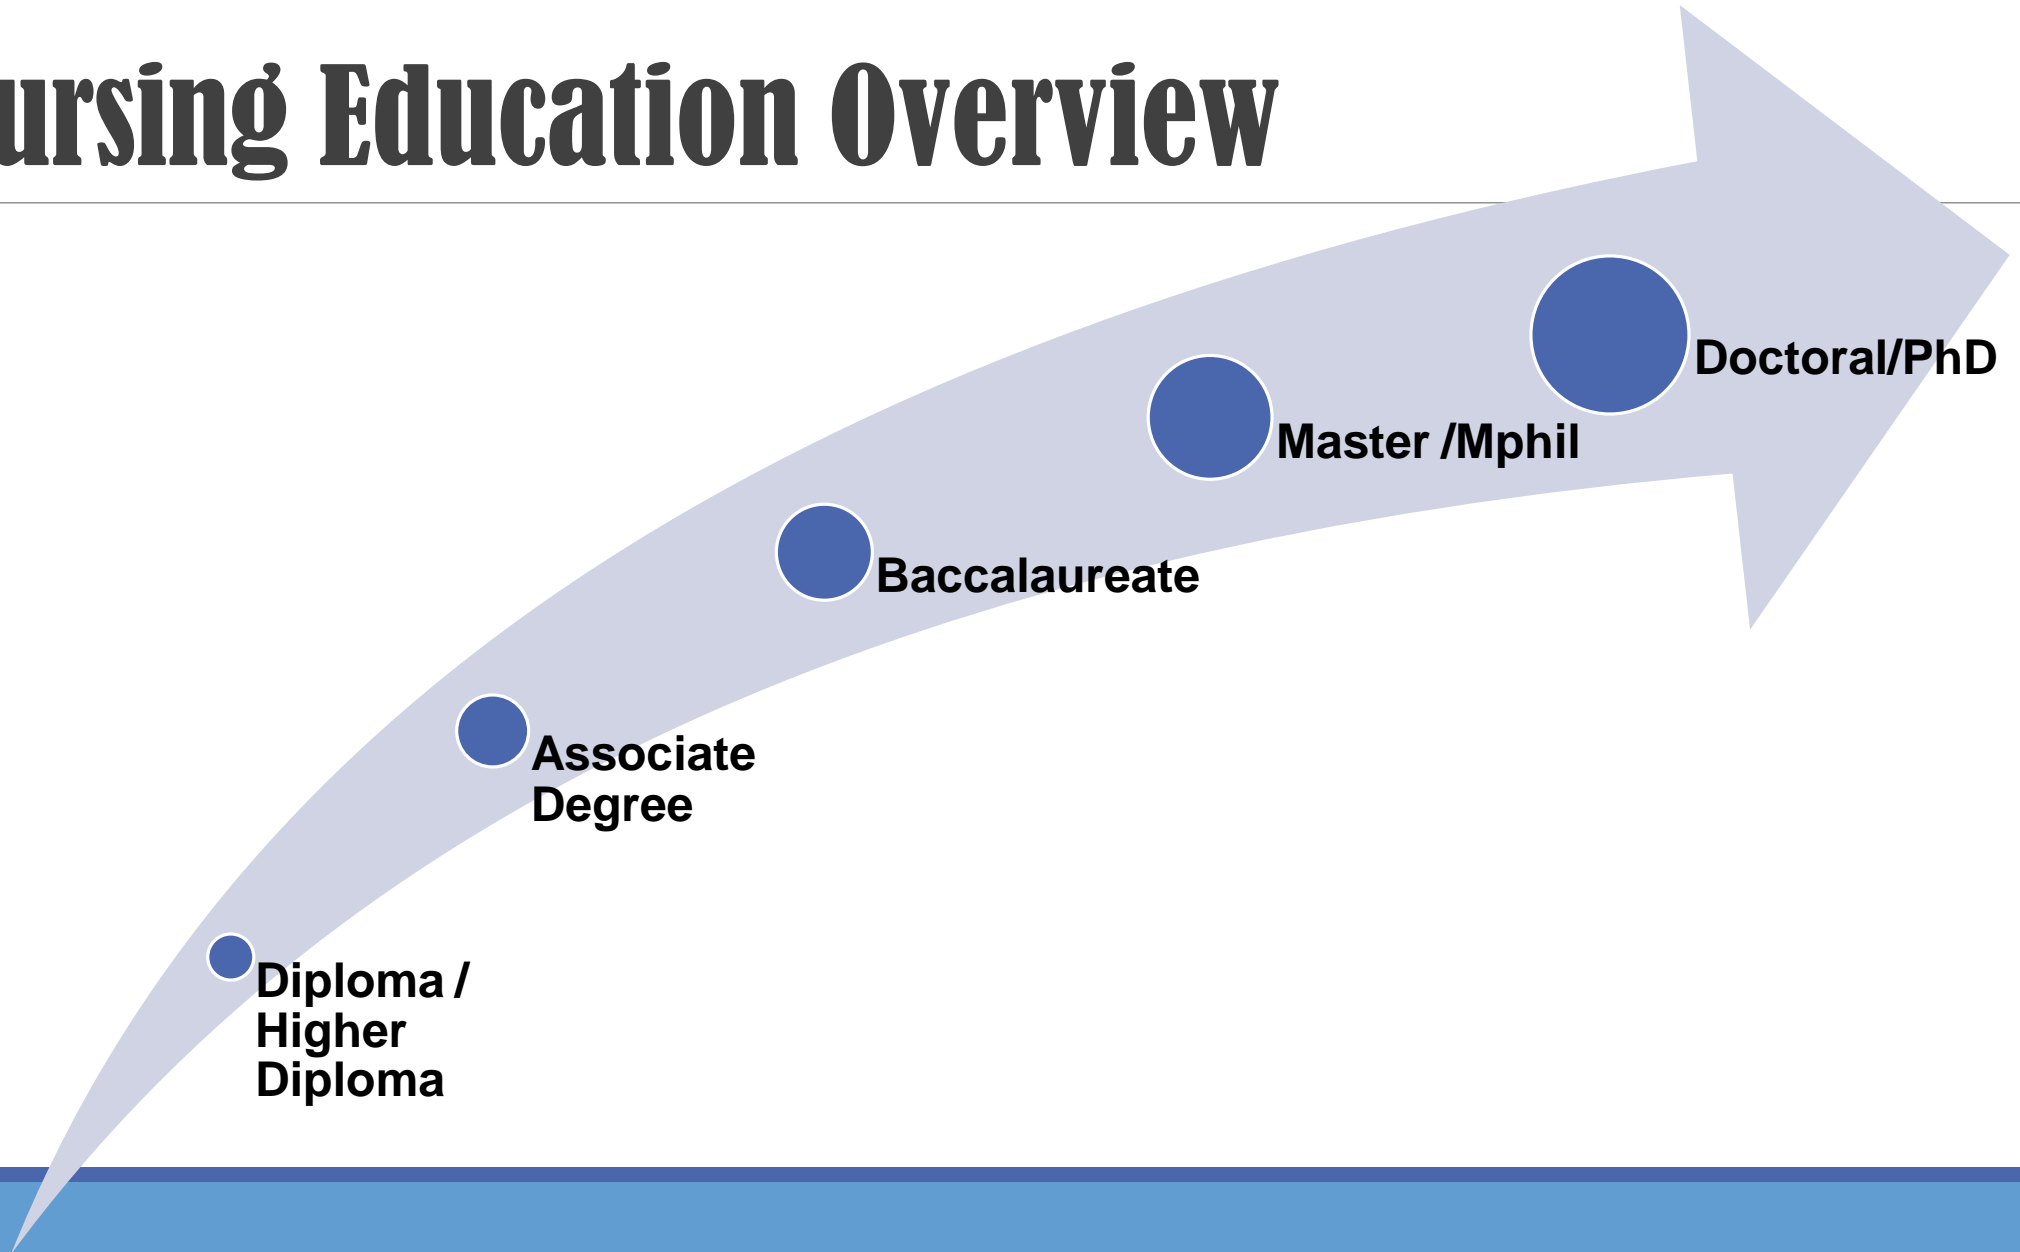 ursing Education Overview
Doctoral/PhD
Master /Mphil
Baccalaureate
Associate
Degree
Diploma /
Higher
Diploma